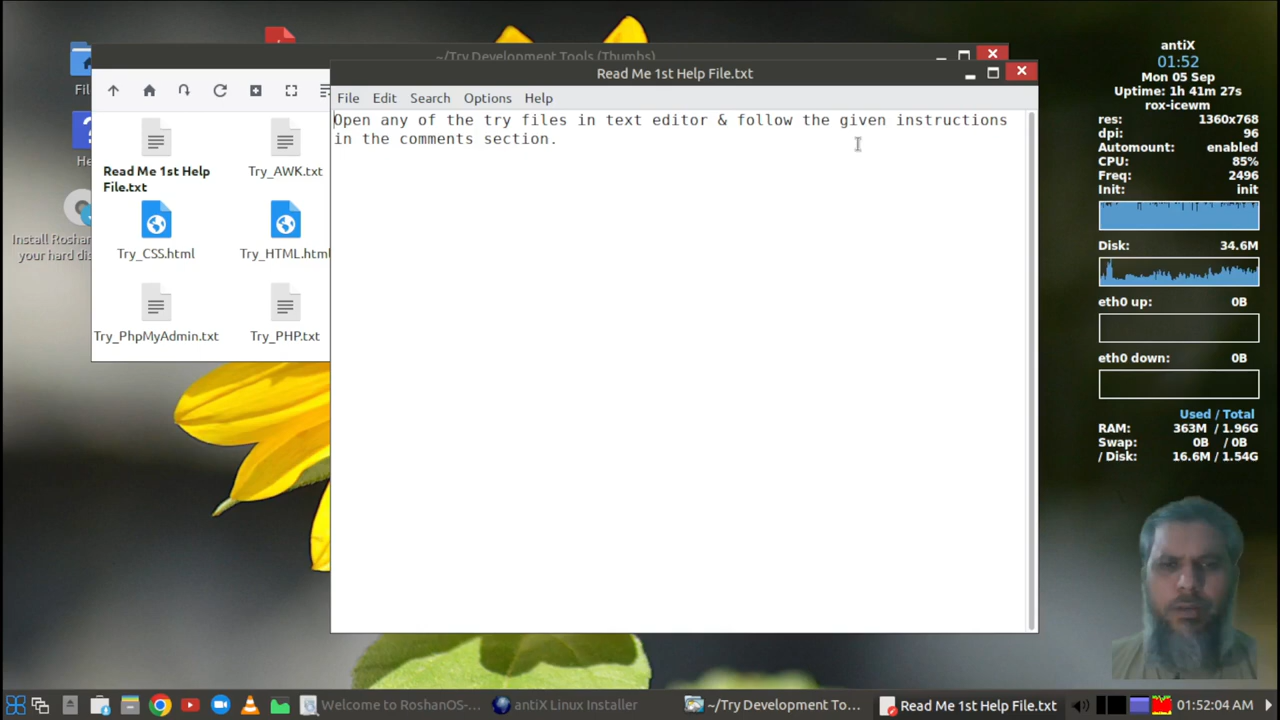 ~/Try Development Tools (Thumbs)
Read Me 1st Help File.txt
File Edit Search Options Help
Open any of the try files in text editor & follow the given instructions
in the comments section.
Fil
He
Install Roshan
your hard dis
Read Me 1st Help
File.txt
Try_AWK.txt
Try_CSS.html
Try_HTML.html
Try_PhpMyAdmin.txt
Try_PHP.txt
antiX
01:52
Mon 05 Sep
Uptime: 1h 41m 27s
rox-icewm
res: 1360x768
dpi: 96
Automount: enabled
CPU: 85%
Freq: 2496
Init: init
Disk: 34.6M
eth0 up: 0B
eth0 down: 0B
Used / Total
RAM: 363M / 1.96G
Swap: 0B / 0B
/ Disk: 16.6M / 1.54G
Welcome to RoshanOS-...
antiX Linux Installer
~/Try Development To...
Read Me 1st Help File.txt
01:52:04 AM